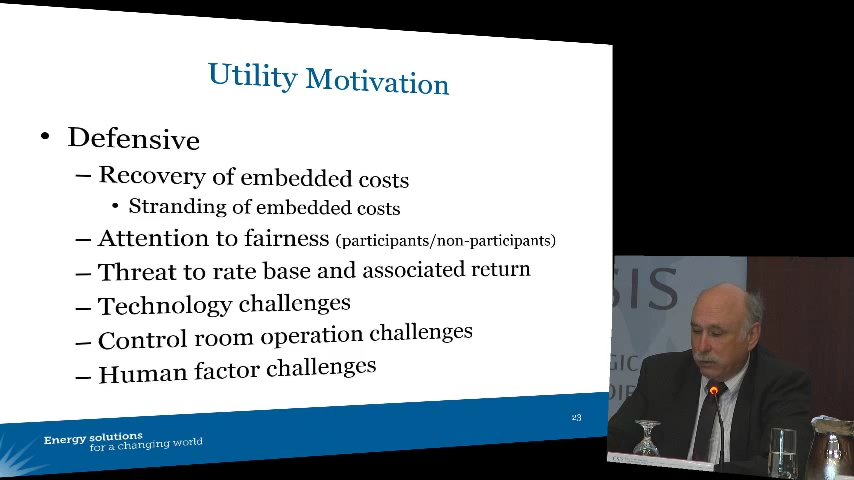 Utility Motivation
• Defensive
– Recovery of embedded costs
• Stranding of embedded costs
– Attention to fairness (participants/non-participants)
– Threat to rate base and associated return
– Technology challenges
– Control room operation challenges
– Human factor challenges
23
Energy solutions
for a changing world
SIS
GIC